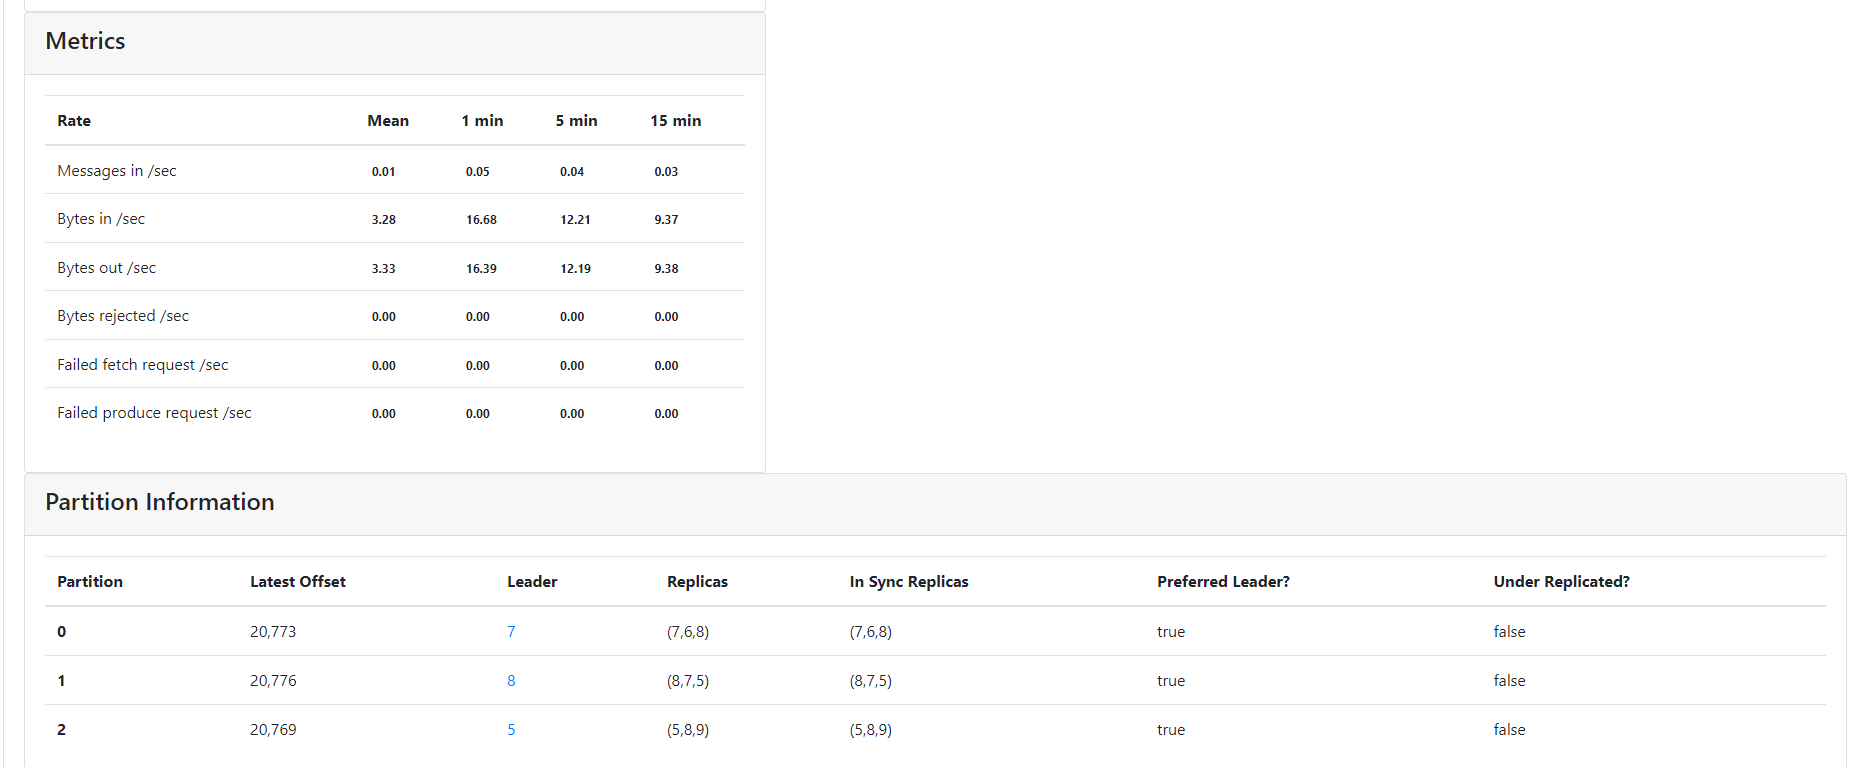 Metrics
Rate Mean 1 min 5 min 15 min
Messages in /sec 0.01 0.05 0.04 0.03
Bytes in /sec 3.28 16.68 12.21 9.37
Bytes out /sec 3.33 16.39 12.19 9.38
Bytes rejected /sec 0.00 0.00 0.00 0.00
Failed fetch request /sec 0.00 0.00 0.00 0.00
Failed produce request /sec 0.00 0.00 0.00 0.00
Partition Information
Partition Latest Offset Leader Replicas In Sync Replicas Preferred Leader? Under Replicated?
0 20,773 7 (7,6,8) (7,6,8) true false
1 20,776 8 (8,7,5) (8,7,5) true false
2 20,769 5 (5,8,9) (5,8,9) true false